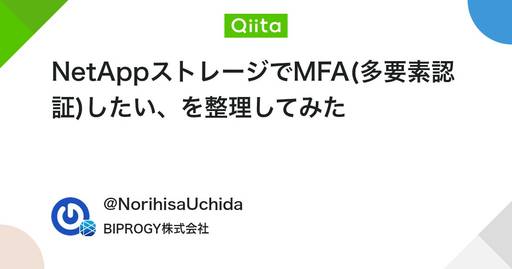 Qiita
NetAppストレージでMFA(多要素認
証)したい、を整理してみた
@NorihisaUchida
BIPROGY株式会社